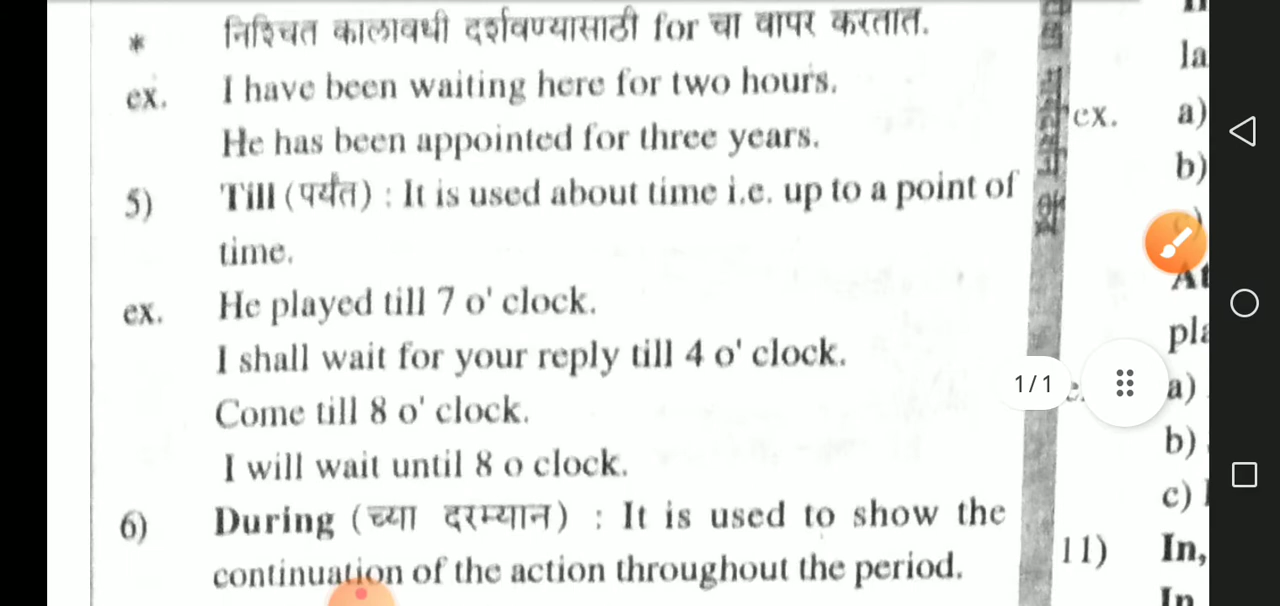 * निश्चित कालावधी दर्शवण्यासाठी for चा वापर करतात.
ex. I have been waiting here for two hours.
He has been appointed for three years.
5) Till (पर्यंत) : It is used about time i.e. up to a point of
time.
ex. He played till 7 o' clock.
I shall wait for your reply till 4 o' clock.
Come till 8 o' clock.
I will wait until 8 o clock.
6) During (च्या दरम्यान) : It is used to show the
continuation of the action throughout the period.
1/1
la
ex. a)
b)
At
pla
a)
b)
c)
11) In,
In